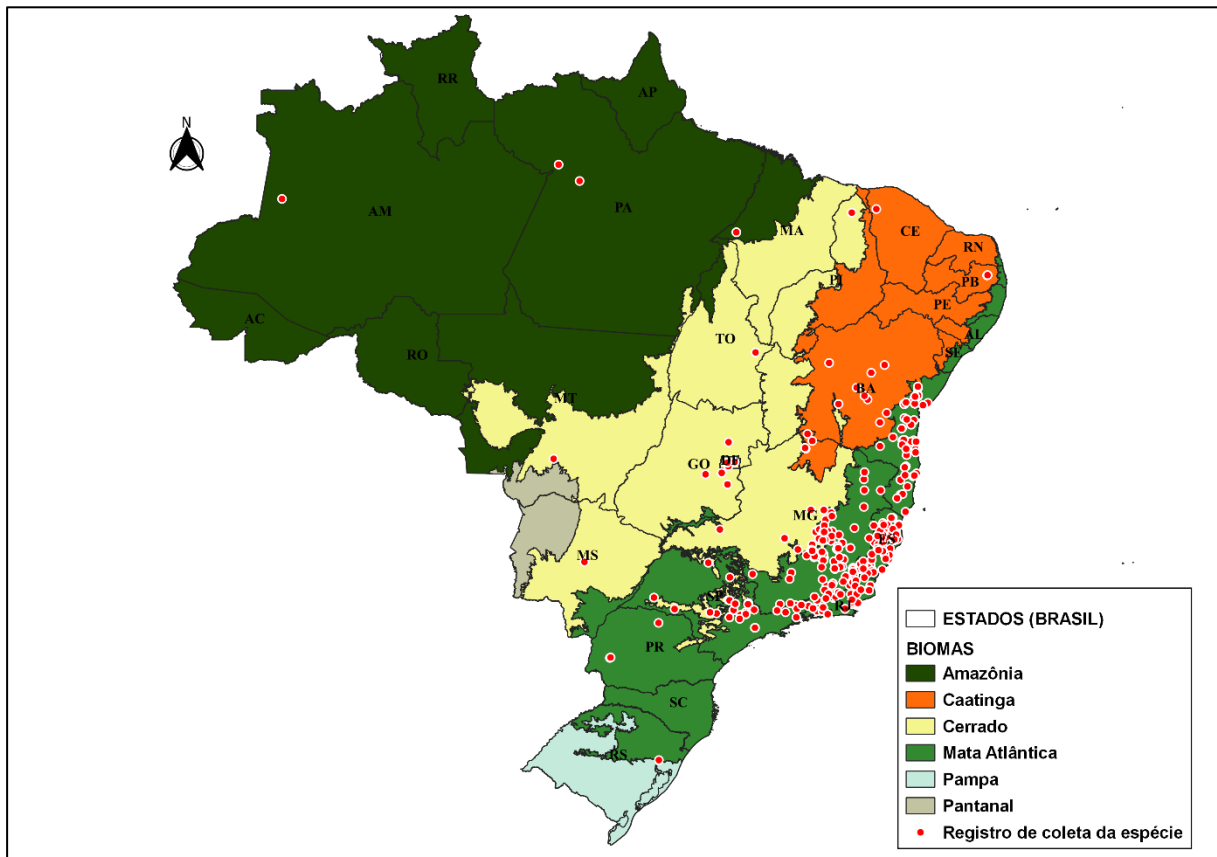 RR
AP
N
AM
PA
MA
CE
RN
PB
PI
PE
AC
TO
AL
RO
SE
BA
MT
GO
DF
MG
ES
MS
SP
RJ
PR
SC
RS
ESTADOS (BRASIL)
BIOMAS
Amazônia
Caatinga
Cerrado
Mata Atlântica
Pampa
Pantanal
Registro de coleta da espécie